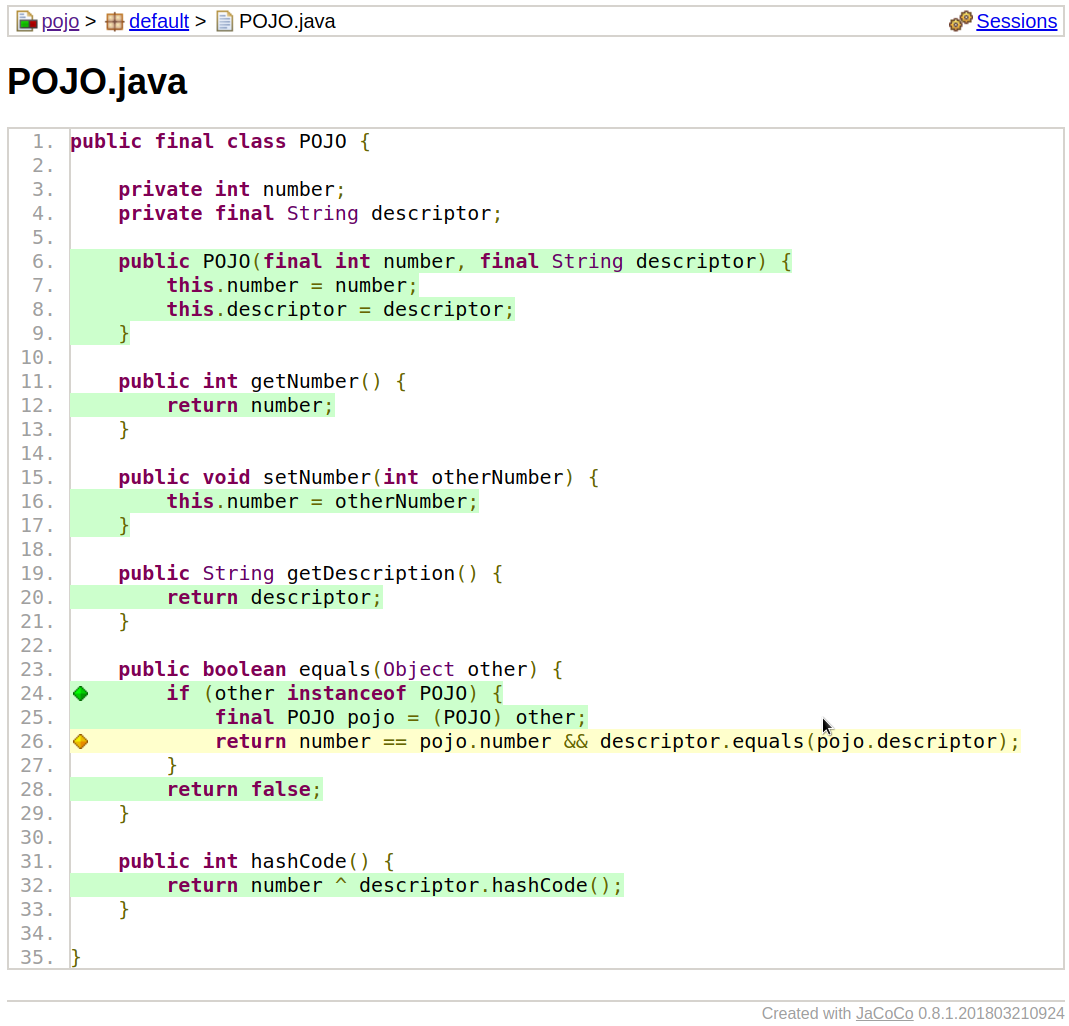 pojo > default > POJO.java Sessions
POJO.java
1. public final class POJO {
2.
3.     private int number;
4.     private final String descriptor;
5.
6.     public POJO(final int number, final String descriptor) {
7.         this.number = number;
8.         this.descriptor = descriptor;
9.     }
10.
11.     public int getNumber() {
12.         return number;
13.     }
14.
15.     public void setNumber(int otherNumber) {
16.         this.number = otherNumber;
17.     }
18.
19.     public String getDescription() {
20.         return descriptor;
21.     }
22.
23.     public boolean equals(Object other) {
24.         if (other instanceof POJO) {
25.             final POJO pojo = (POJO) other;
26.             return number == pojo.number && descriptor.equals(pojo.descriptor);
27.         }
28.         return false;
29.     }
30.
31.     public int hashCode() {
32.         return number ^ descriptor.hashCode();
33.     }
34.
35. }
Created with JaCoCo 0.8.1.201803210924